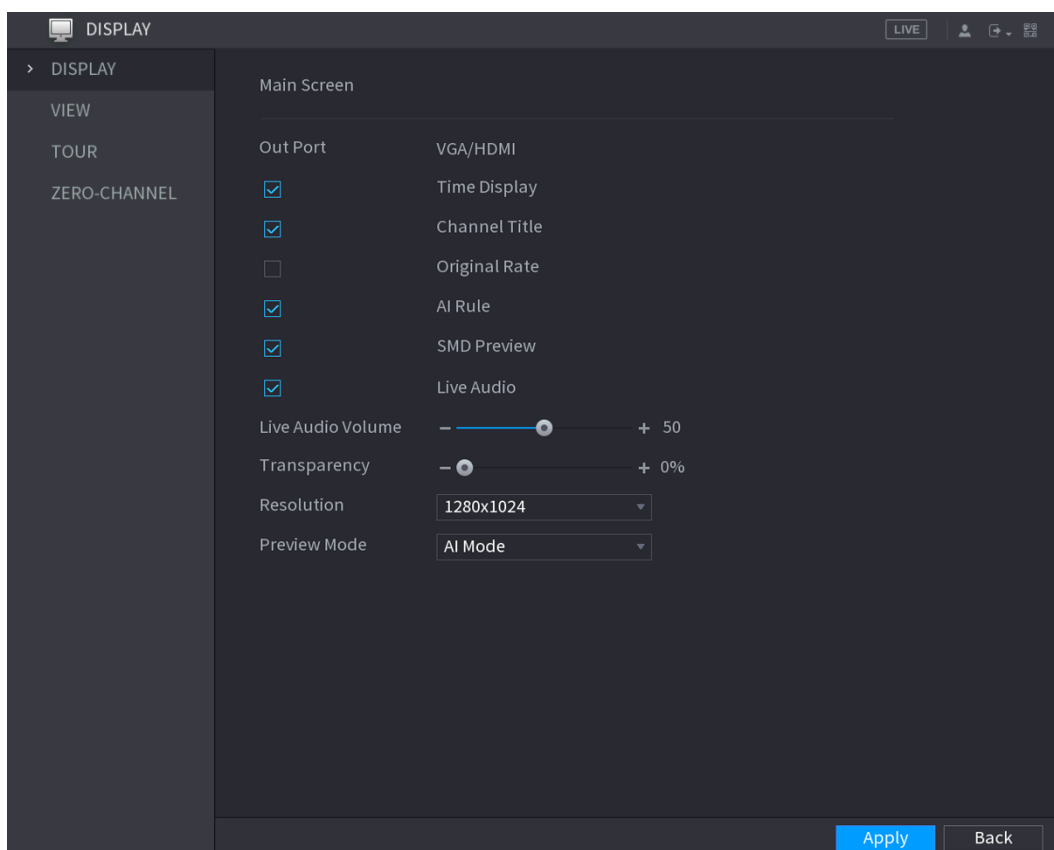 DISPLAY
LIVE
DISPLAY
VIEW
TOUR
ZERO-CHANNEL
Main Screen
Out Port VGA/HDMI
Time Display
Channel Title
Original Rate
AI Rule
SMD Preview
Live Audio
Live Audio Volume 50
Transparency 0%
Resolution 1280x1024
Preview Mode AI Mode
Apply Back